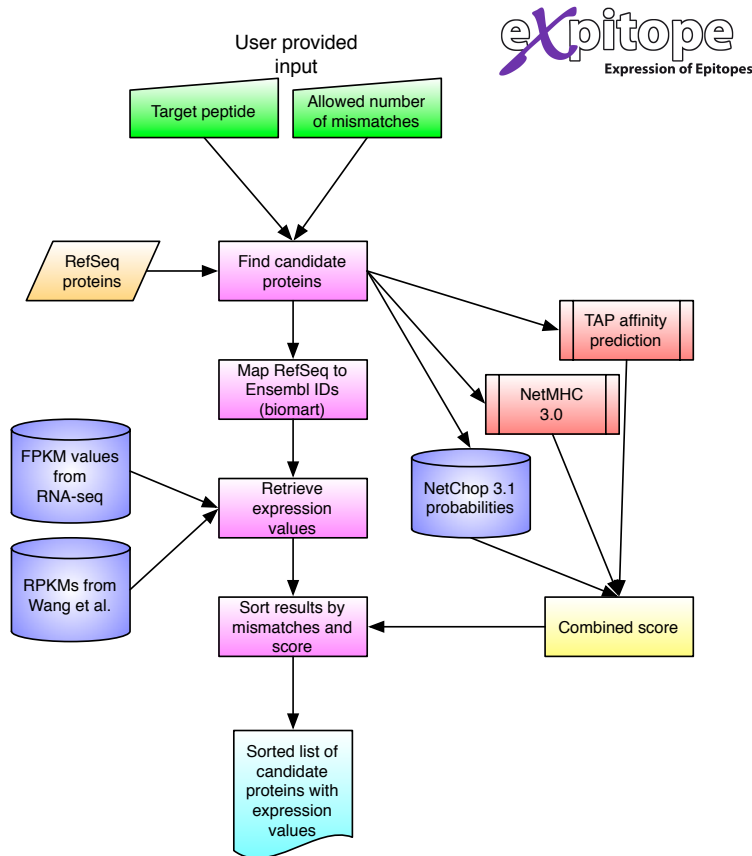 eXpitope
Expression of Epitopes
User provided
input
Target peptide
Allowed number
of mismatches
RefSeq
proteins
Find candidate
proteins
TAP affinity
prediction
Map RefSeq to
Ensembl IDs
(biomart)
NetMHC
3.0
FPKM values
from
RNA-seq
NetChop 3.1
probabilities
Retrieve
expression
values
RPKMs from
Wang et al.
Sort results by
mismatches and
score
Combined score
Sorted list of
candidate
proteins with
expression
values